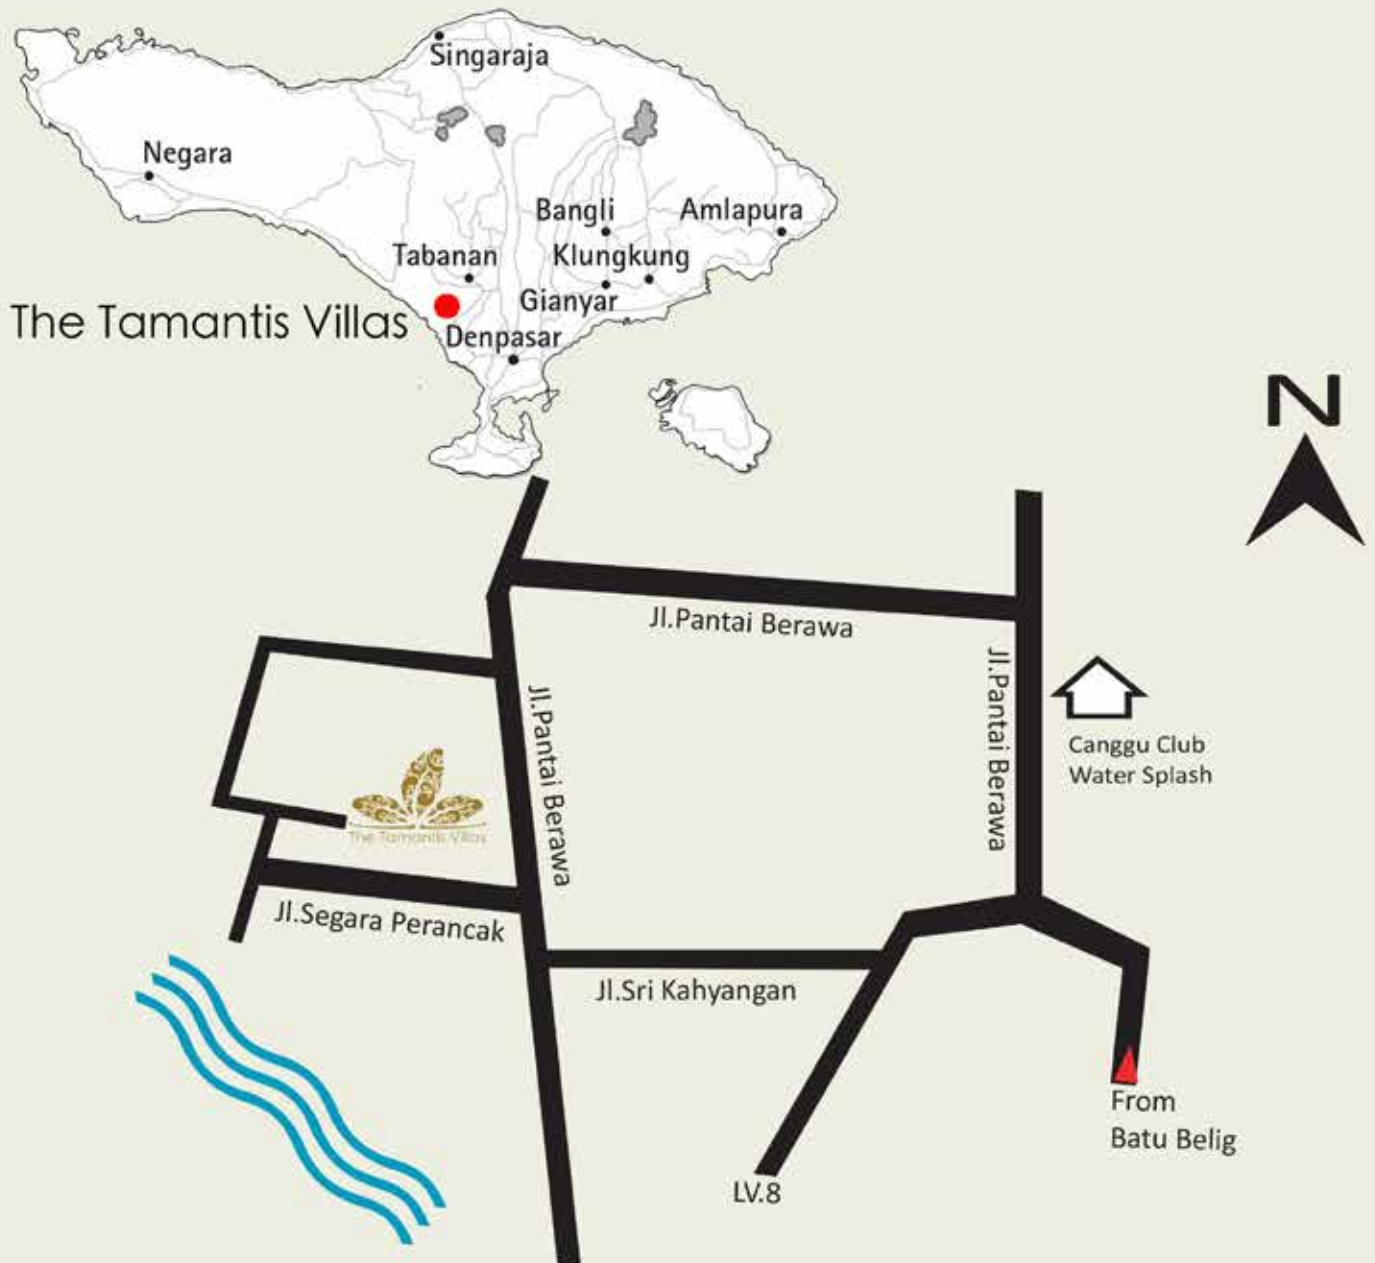 Singaraja
Negara
Bangli
Amlapura
Tabanan
Klungkung
Gianyar
The Tamantis Villas
Denpasar
N
Jl.Pantai Berawa
Jl.Pantai Berawa
Jl.Pantai Berawa
Canggu Club
Water Splash
The Tamantis Villas
Jl.Segara Perancak
Jl.Sri Kahyangan
From
Batu Belig
LV.8